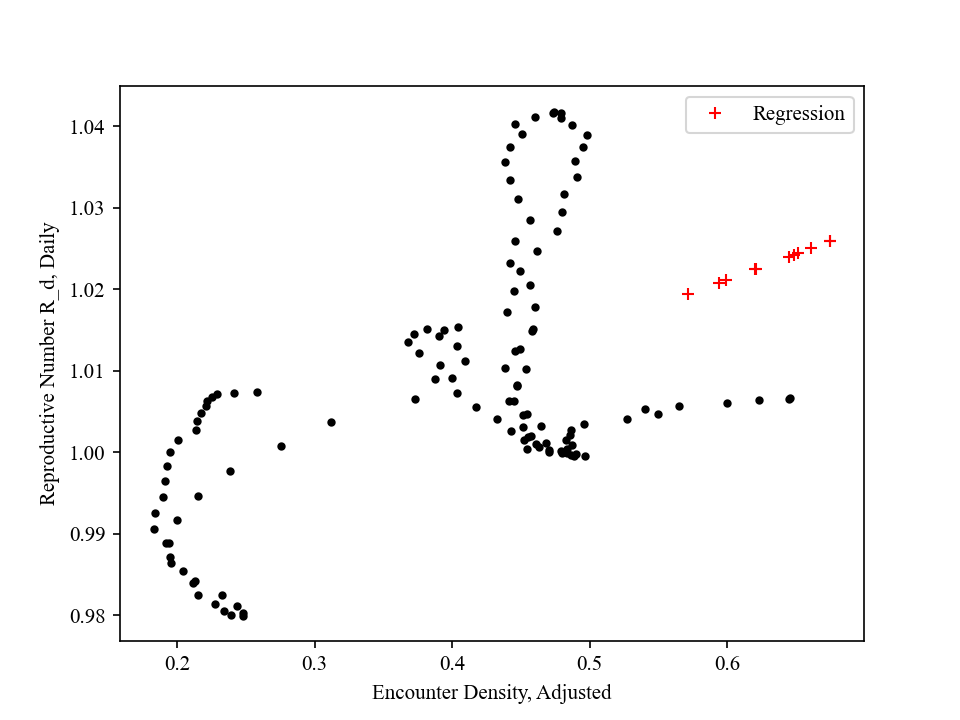 Regression
1.04
1.03
1.02
1.01
1.00
0.99
0.98
Reproductive Number R_d, Daily
0.2 0.3 0.4 0.5 0.6
Encounter Density, Adjusted